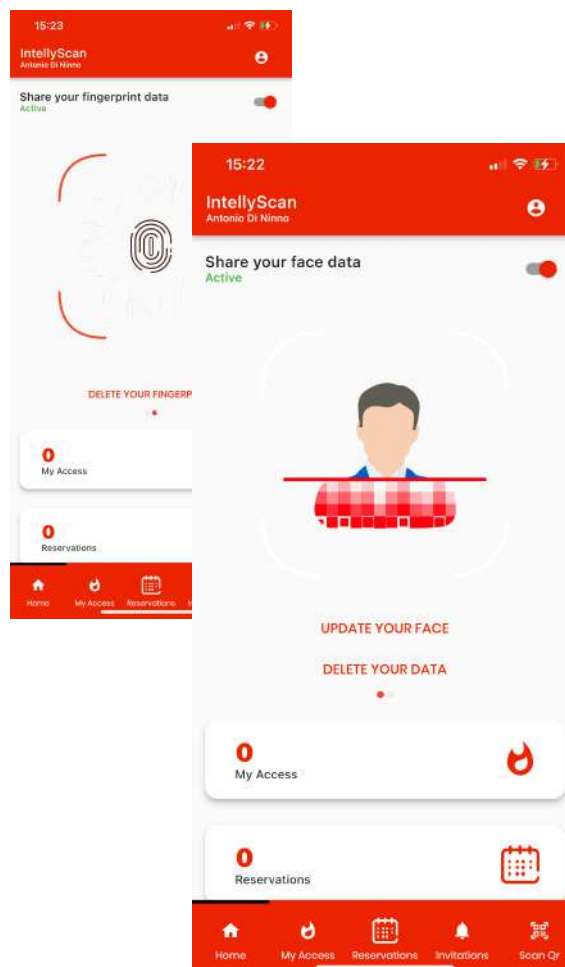 15:23
IntellyScan
Antonio Di Ninno
Share your fingerprint data
Active
DELETE YOUR FINGERP
0
My Access
0
Reservations
Home My Access Reservations
15:22
IntellyScan
Antonio Di Ninno
Share your face data
Active
UPDATE YOUR FACE
DELETE YOUR DATA
0
My Access
0
Reservations
Home My Access Reservations Invitations Scan Qr